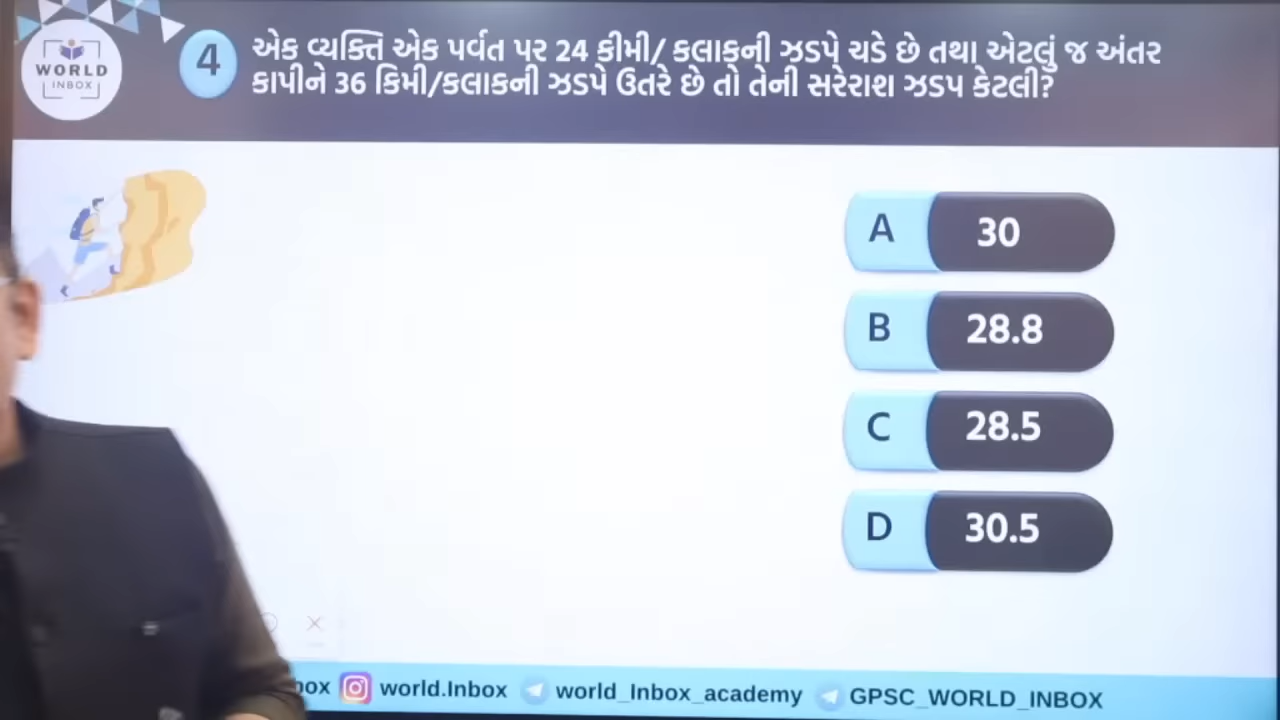 WORLD
INBOX
4
એક વ્યક્તિ એક પર્વત પર 24 કીમી/ કલાકની ઝડપે ચડે છે તથા એટલું જ અંતર
કાપીને 36 કિમી/કલાકની ઝડપે ઉતરે છે તો તેની સરેરાશ ઝડપ કેટલી?
A 30
B 28.8
C 28.5
D 30.5
world.Inbox
world_Inbox_academy
GPSC_WORLD_INBOX